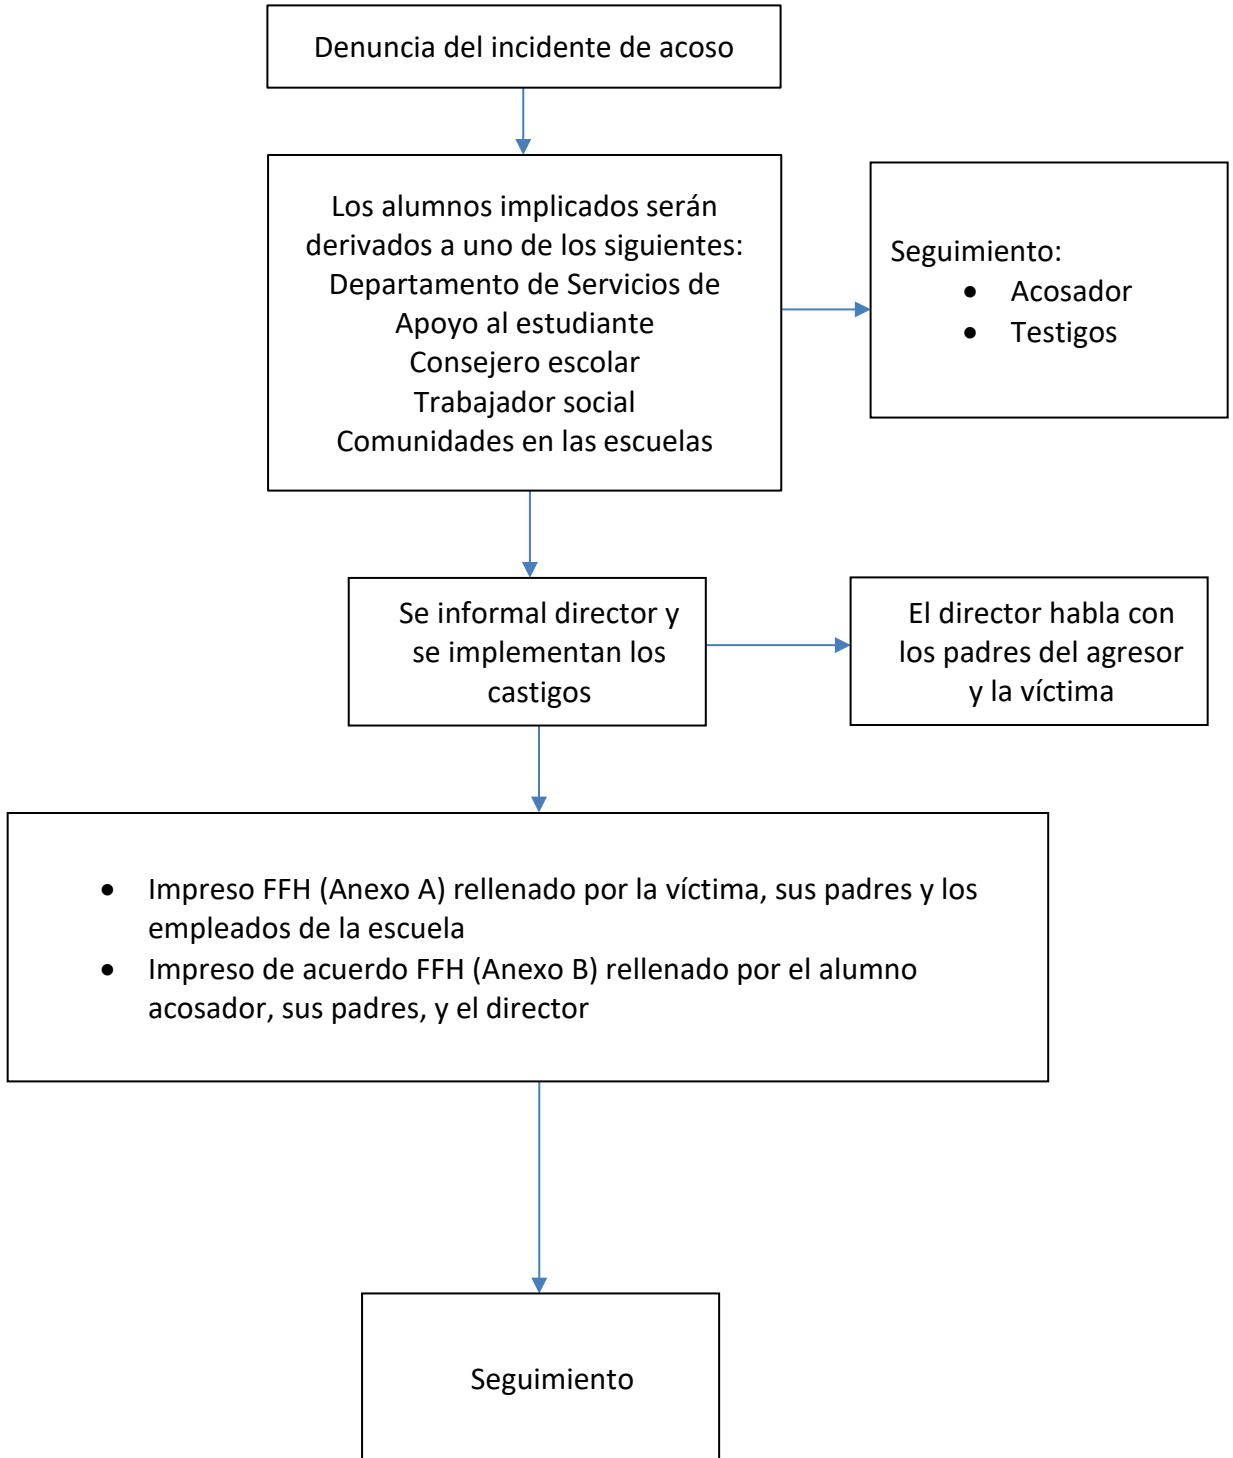 Denuncia del incidente de acoso
Los alumnos implicados serán
derivados a uno de los siguientes:
Departamento de Servicios de
Apoyo al estudiante
Consejero escolar
Trabajador social
Comunidades en las escuelas
Seguimiento:
• Acosador
• Testigos
Se informal director y
se implementan los
castigos
El director habla con
los padres del agresor
y la víctima
• Impreso FFH (Anexo A) rellenado por la víctima, sus padres y los
empleados de la escuela
• Impreso de acuerdo FFH (Anexo B) rellenado por el alumno
acosador, sus padres, y el director
Seguimiento